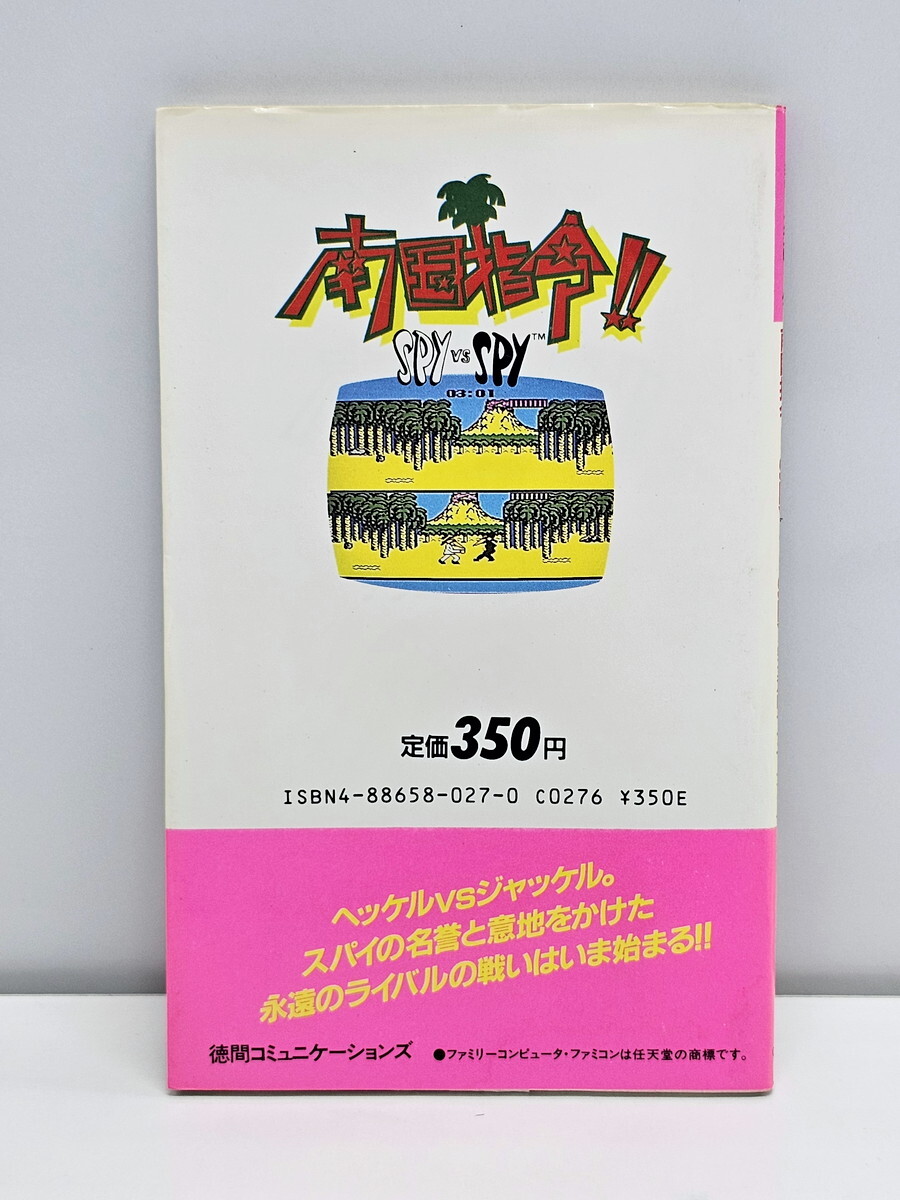 南国指令!!
SPY vs SPY™
03:01
定価350円
ISBN4-88658-027-0 C0276 ¥350E
ヘッケルVSジャッケル。
スパイの名誉と意地をかけた
永遠のライバルの戦いはいま始まる!!
徳間コミュニケーションズ ●ファミリーコンピュータ・ファミコンは任天堂の商標です。